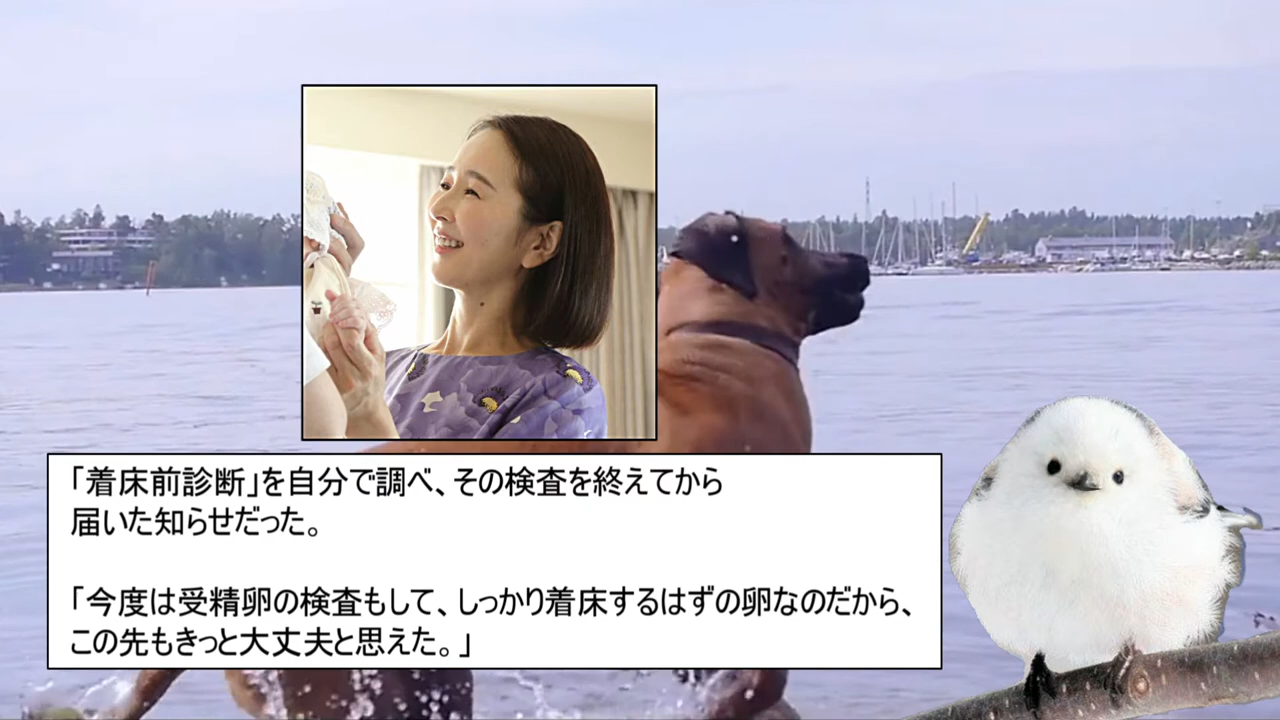 「着床前診断」を自分で調べ、その検査を終えてから
届いた知らせだった。
「今度は受精卵の検査もして、しっかり着床するはずの卵なのだから、
この先もきっと大丈夫と思えた。」